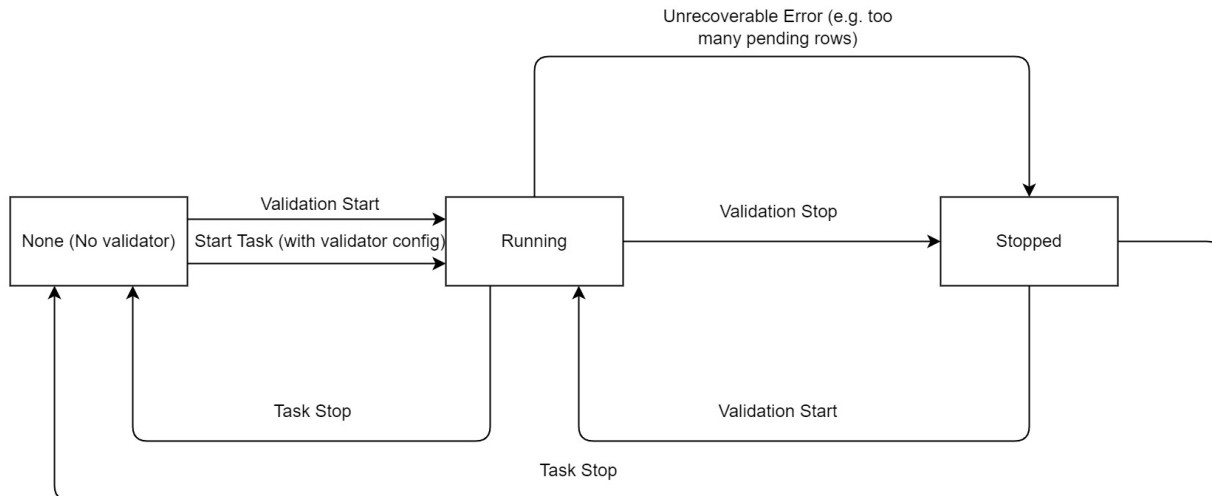 Unrecoverable Error (e.g. too
many pending rows)
Validation Start
Validation Stop
None (No validator)
Start Task (with validator config)
Running
Stopped
Task Stop
Validation Start
Task Stop